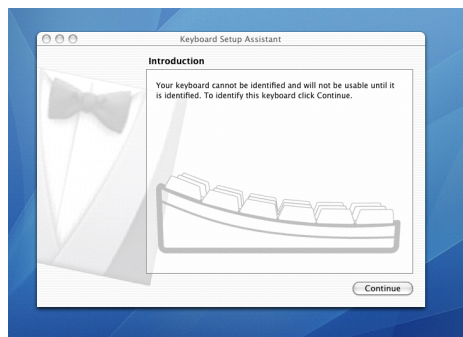 Keyboard Setup Assistant
Introduction
Your keyboard cannot be identified and will not be usable until it
is identified. To identify this keyboard click Continue.
Continue